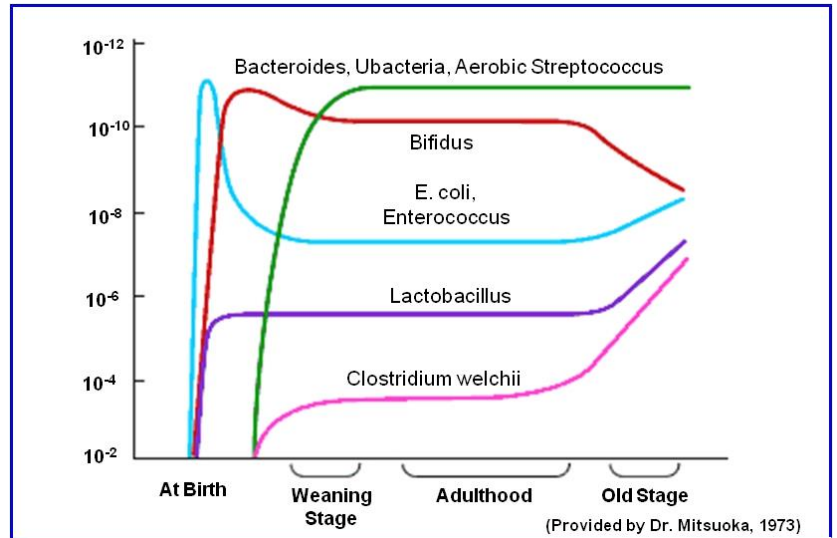 10-12
Bacteroides, Ubacteria, Aerobic Streptococcus
10-10
Bifidus
E. coli,
Enterococcus
10-8
10-6
Lactobacillus
10-4
Clostridium welchii
10-2
At Birth
Weaning
Stage
Adulthood
Old Stage
(Provided by Dr. Mitsuoka, 1973)